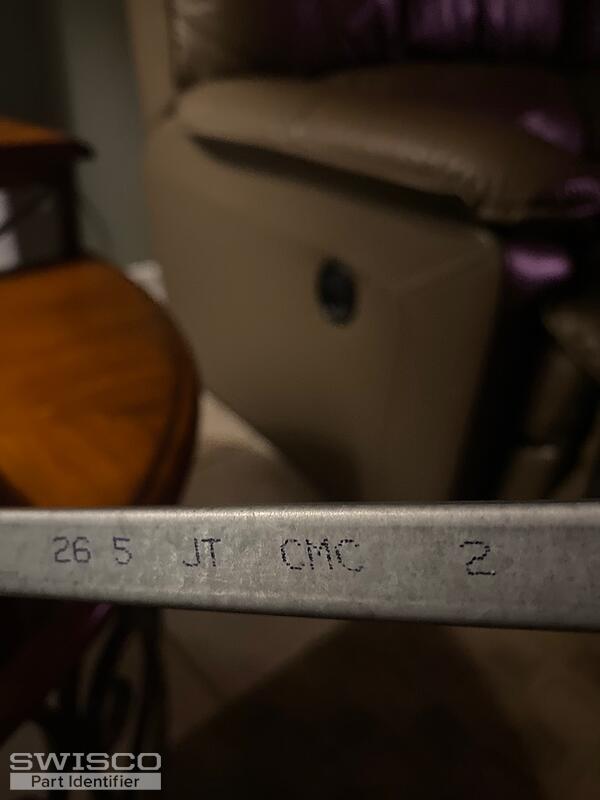 26 5 JT CMC 2
SWISCO
Part Identifier